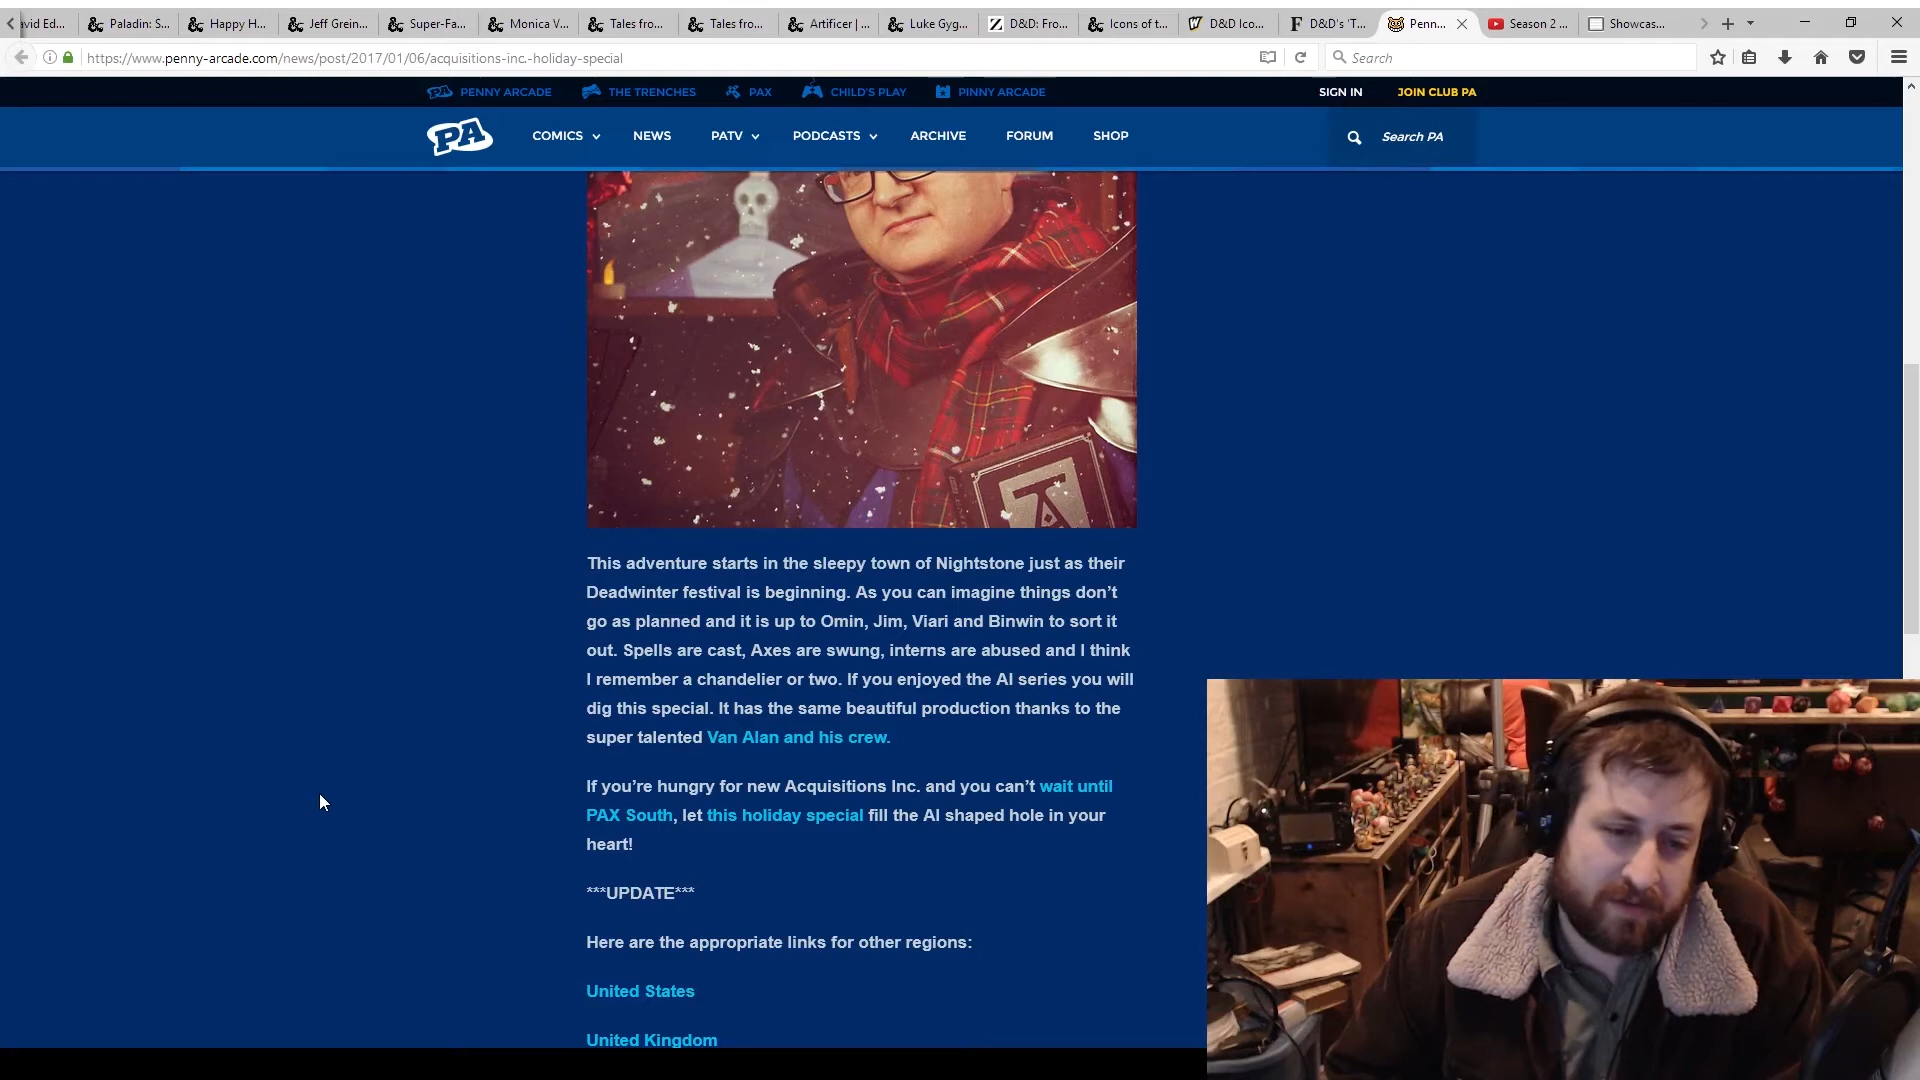 avid Ed...
Paladin: S...
Happy H...
Jeff Grein...
Super-Fa...
Monica V...
Tales fro...
Tales fro...
Artificer | ...
Luke Gyg...
D&D: Fro...
Icons of t...
D&D Ico...
D&D's 'T...
Penn...
Season 2 ...
Showcas...
https://www.penny-arcade.com/news/post/2017/01/06/acquisitions-inc.-holiday-special
Search
PENNY ARCADE
THE TRENCHES
PAX
CHILD'S PLAY
PINNY ARCADE
SIGN IN
JOIN CLUB PA
PA
COMICS
NEWS
PATV
PODCASTS
ARCHIVE
FORUM
SHOP
Search PA
This adventure starts in the sleepy town of Nightstone just as their
Deadwinter festival is beginning. As you can imagine things don't
go as planned and it is up to Omin, Jim, Viari and Binwin to sort it
out. Spells are cast, Axes are swung, interns are abused and I think
I remember a chandelier or two. If you enjoyed the AI series you will
dig this special. It has the same beautiful production thanks to the
super talented Van Alan and his crew.
If you're hungry for new Acquisitions Inc. and you can't wait until
PAX South, let this holiday special fill the AI shaped hole in your
heart!
***UPDATE***
Here are the appropriate links for other regions:
United States
United Kingdom